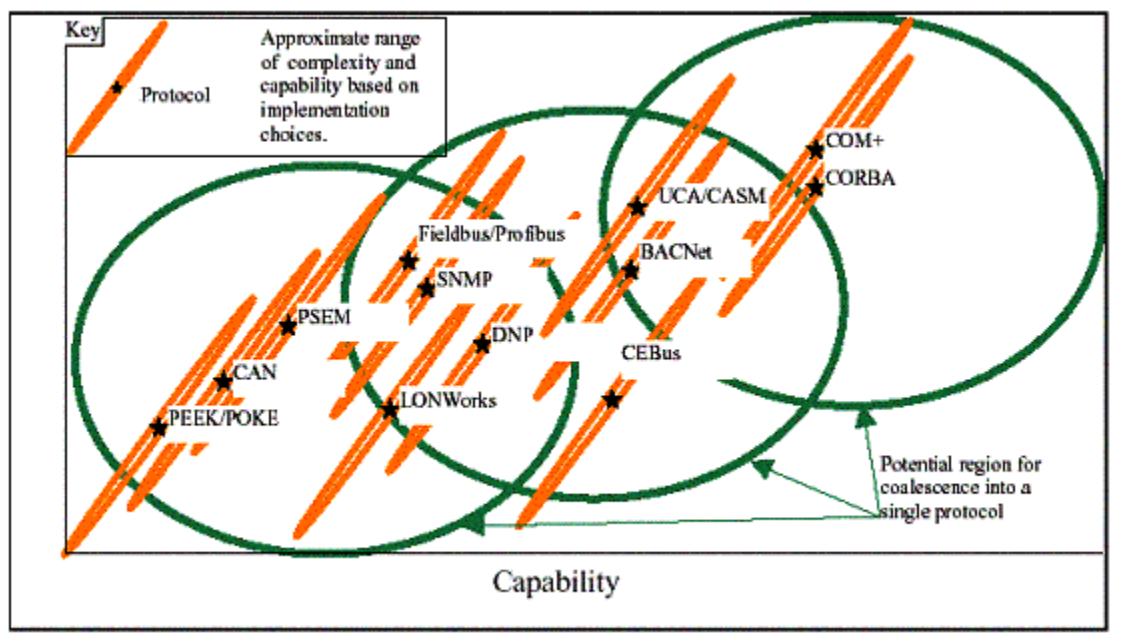 Key
Protocol
Approximate range
of complexity and
capability based on
implementation
choices.
COM+
CORBA
UCA/CASM
Fieldbus/Profibus
BACNet
SNMP
PSEM
DNP
CEBus
CAN
LONWorks
PEEK/POKE
Potential region for
coalescence into a
single protocol
Capability